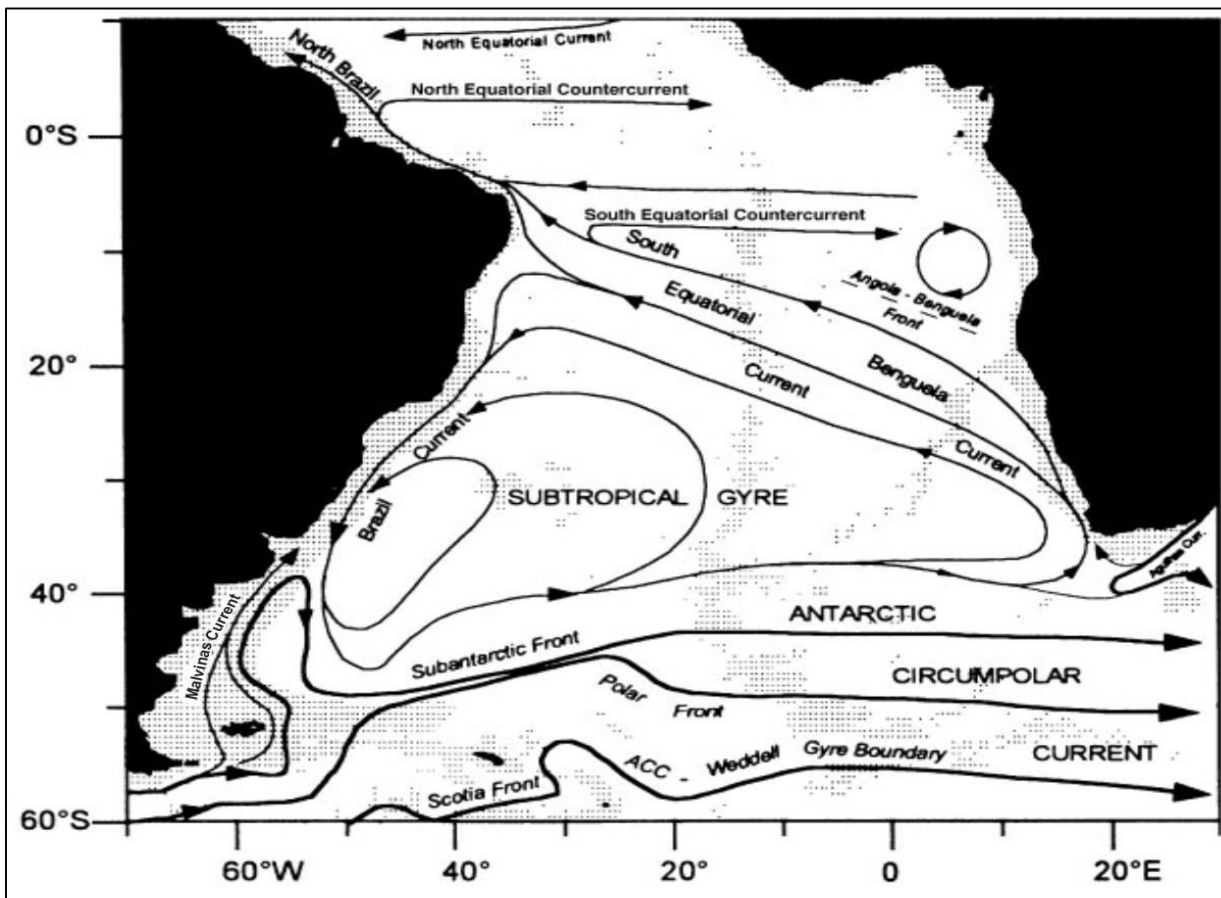 North Equatorial Current
North Brazil
North Equatorial Countercurrent
0°S
South Equatorial Countercurrent
South
Angola - Benguela
Front
Equatorial
Benguela
20°
Current
Current
Current
SUBTROPICAL GYRE
Brazil
Agulhas Curr.
40°
ANTARCTIC
Malvinas Current
Subantarctic Front
CIRCUMPOLAR
Polar
Front
CURRENT
ACC - Weddell Gyre Boundary
Scotia Front
60°S
60°W 40° 20° 0 20°E